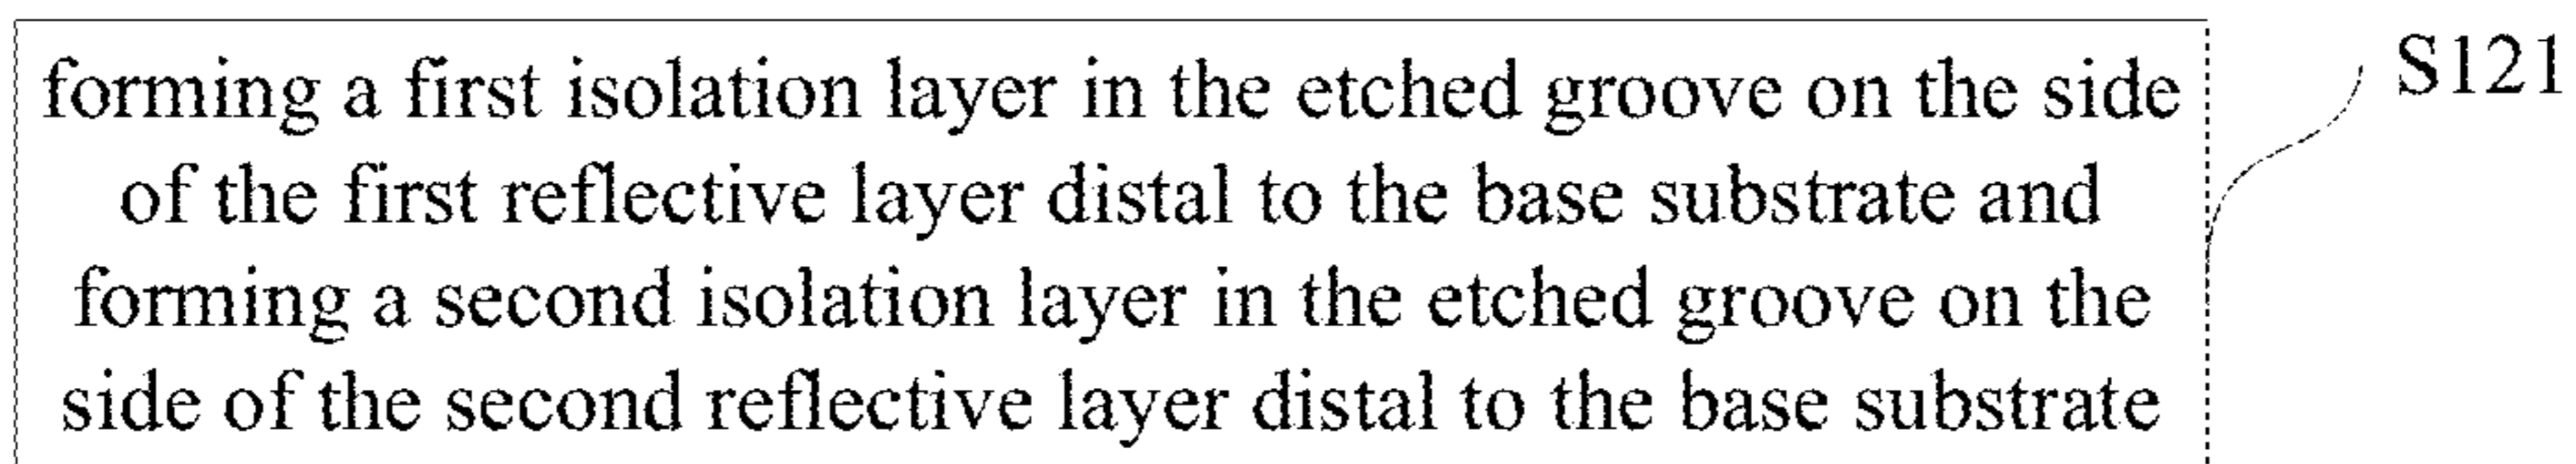 forming a first isolation layer in the etched groove on the side
of the first reflective layer distal to the base substrate and
forming a second isolation layer in the etched groove on the
side of the second reflective layer distal to the base substrate
S121